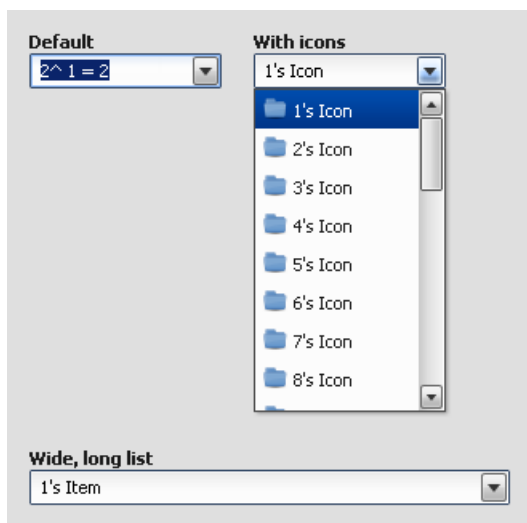 Default
2^ 1 = 2
With icons
1's Icon
1's Icon
2's Icon
3's Icon
4's Icon
5's Icon
6's Icon
7's Icon
8's Icon
Wide, long list
1's Item